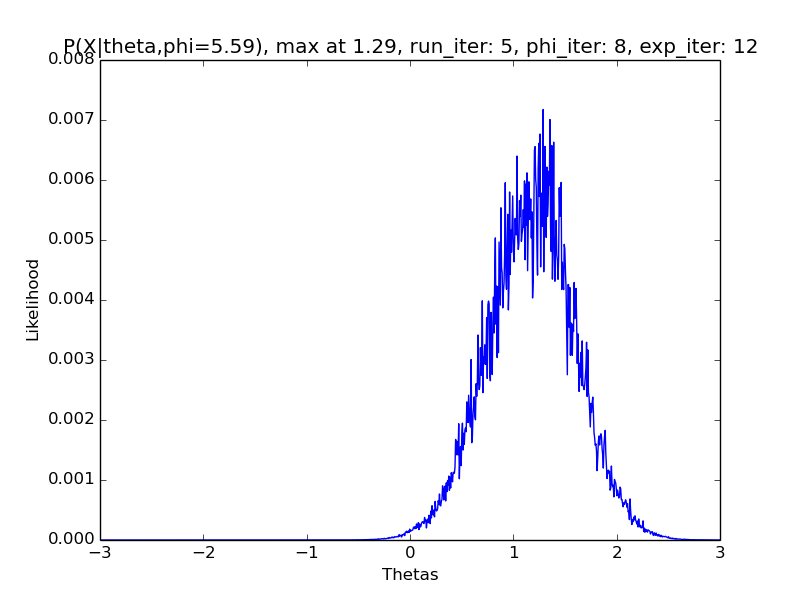 P(X|theta,phi=5.59), max at 1.29, run_iter: 5, phi_iter: 8, exp_iter: 12
0.008
0.007
0.006
0.005
0.004
0.003
0.002
0.001
0.000
Likelihood
−3 −2 −1 0 1 2 3
Thetas